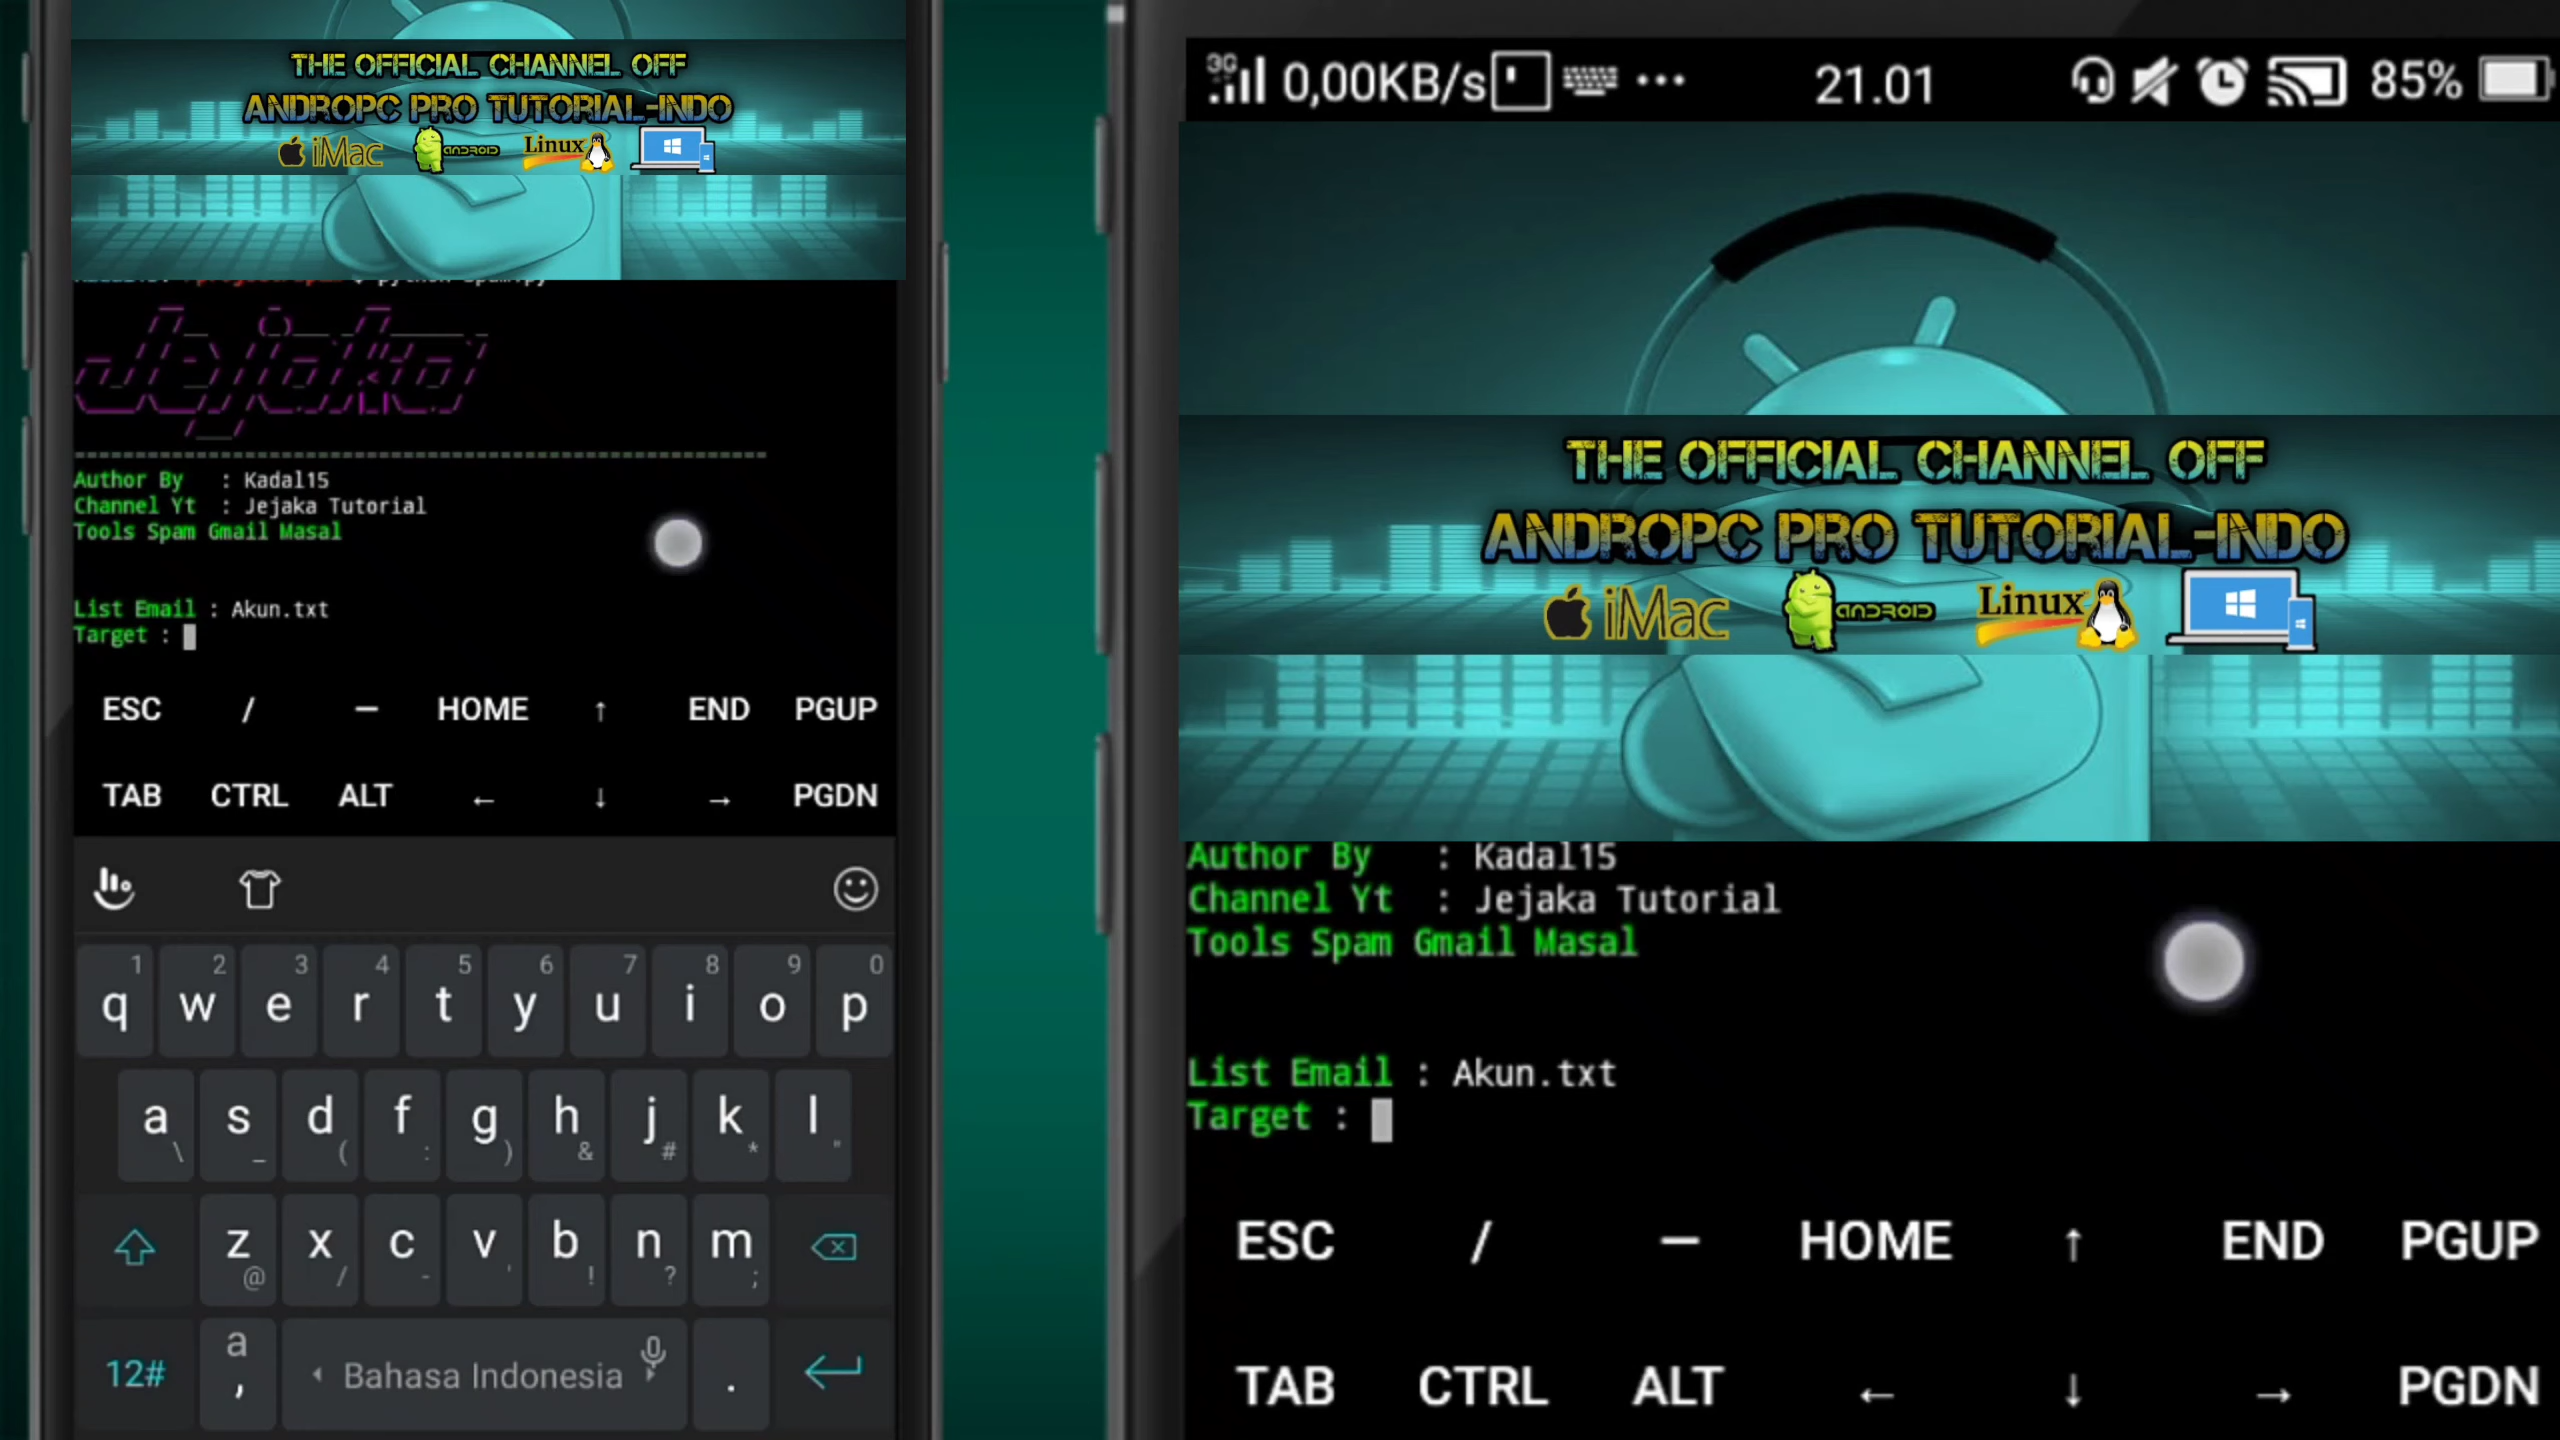 THE OFFICIAL CHANNEL OFF
ANDROPC PRO TUTORIAL-INDO
iMac ANDROID Linux
Jejaka
Author By : Kadal15
Channel Yt : Jejaka Tutorial
Tools Spam Gmail Masal
List Email : Akun.txt
Target :
ESC / — HOME ↑ END PGUP
TAB CTRL ALT ← ↓ → PGDN
1 2 3 4 5 6 7 8 9 0
q w e r t y u i o p
a s d f g h j k l
\ _ ( : ) & # * "
z x c v b n m
@ / - ' ! ? ;
12# a , Bahasa Indonesia .
3G 0,00KB/s ... 21.01 85%
THE OFFICIAL CHANNEL OFF
ANDROPC PRO TUTORIAL-INDO
iMac ANDROID Linux
Author By : Kadal15
Channel Yt : Jejaka Tutorial
Tools Spam Gmail Masal
List Email : Akun.txt
Target :
ESC / — HOME ↑ END PGUP
TAB CTRL ALT ← ↓ → PGDN